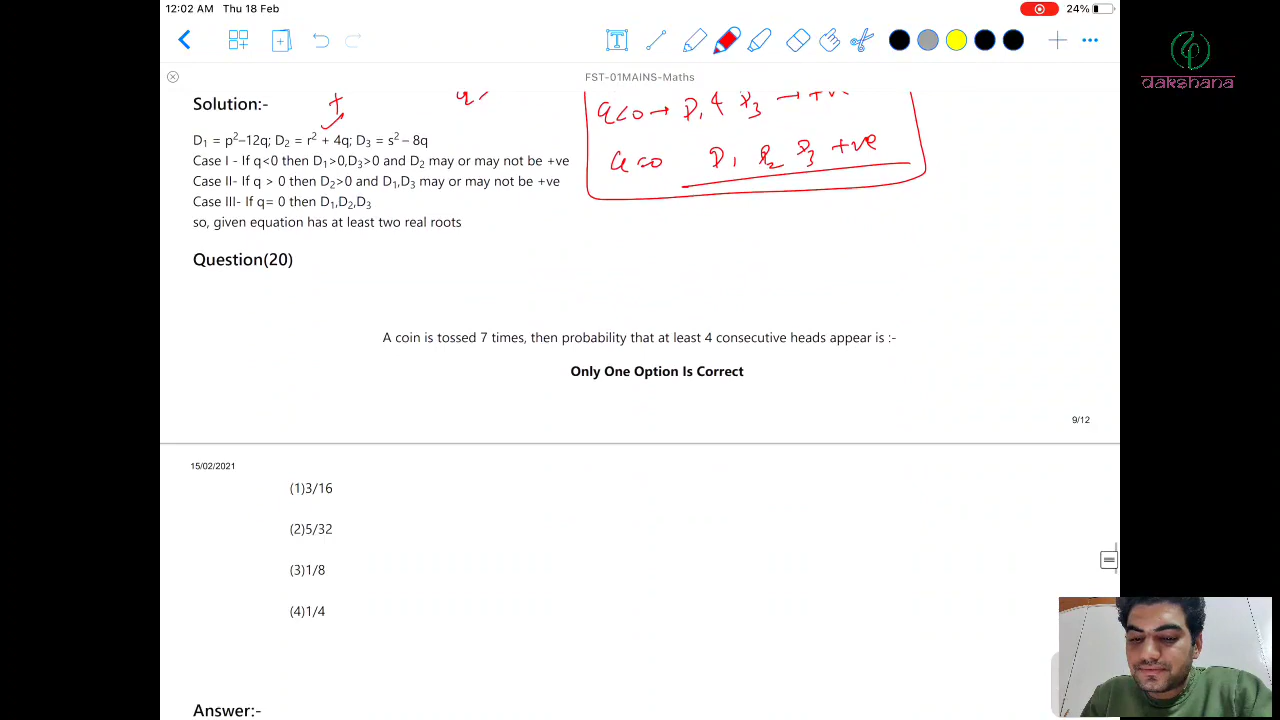 12:02 AM Thu 18 Feb
24%
dakshana
FST-01MAINS-Maths
Solution:-
+
q<0 → D₁ & D₃ → +ve
D₁ = p²–12q; D₂ = r² + 4q; D₃ = s² – 8q
Case I - If q<0 then D₁>0,D₃>0 and D₂ may or may not be +ve
q=0 D₁ D₂ D₃ +ve
Case II- If q > 0 then D₂>0 and D₁,D₃ may or may not be +ve
Case III- If q= 0 then D₁,D₂,D₃
so, given equation has at least two real roots
Question(20)
A coin is tossed 7 times, then probability that at least 4 consecutive heads appear is :-
Only One Option Is Correct
9/12
15/02/2021
(1)3/16
(2)5/32
(3)1/8
(4)1/4
Answer:-